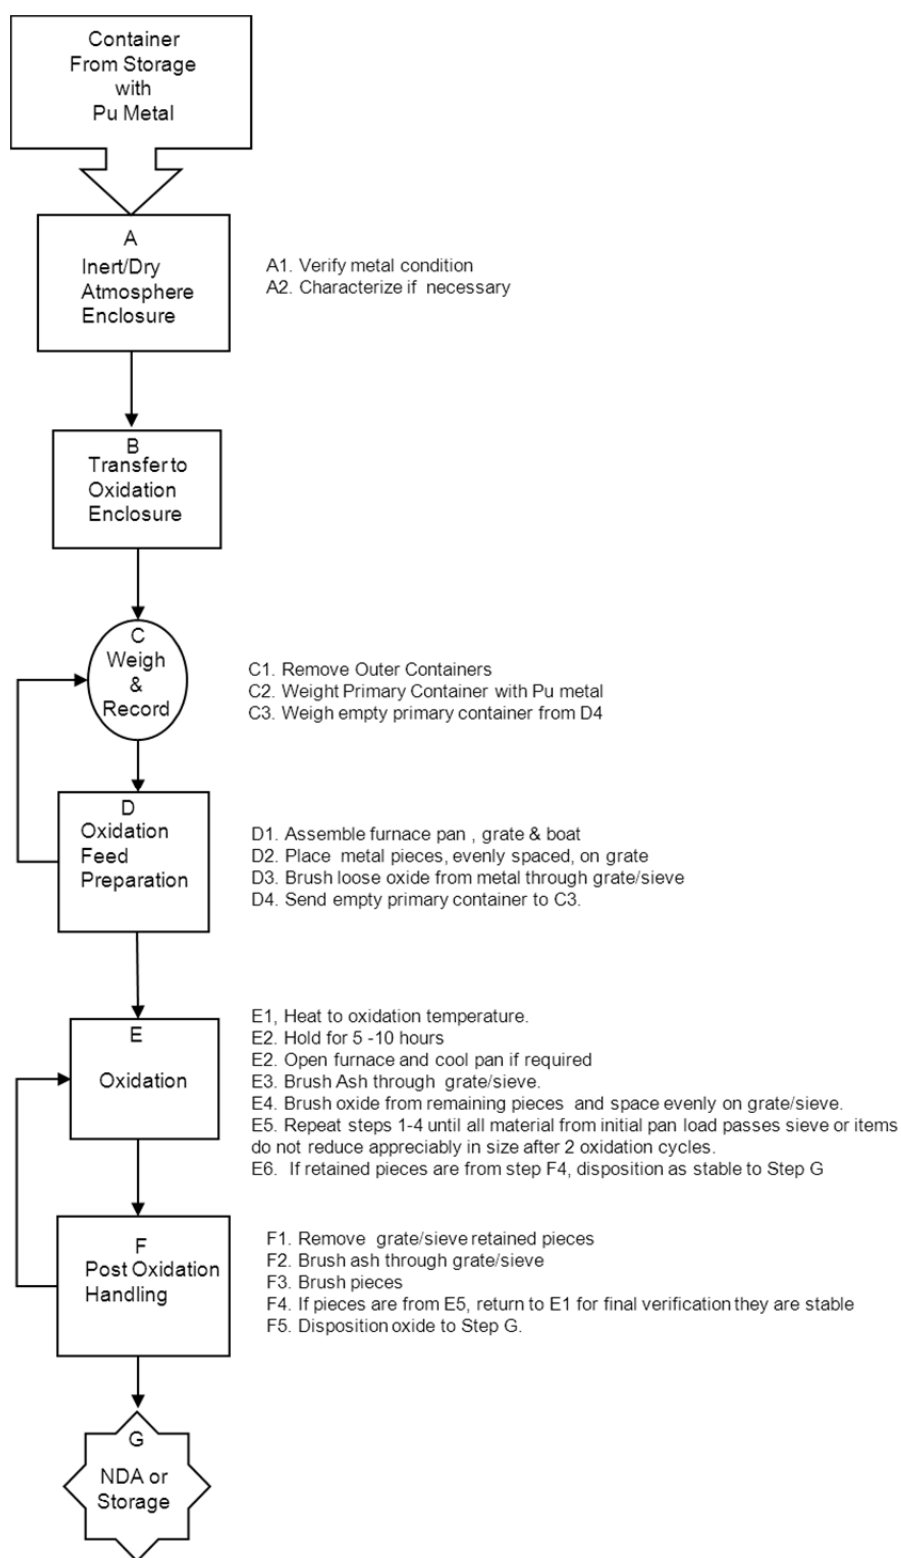 Container
From Storage
with
Pu Metal
A
Inert/Dry
Atmosphere
Enclosure
A1. Verify metal condition
A2. Characterize if necessary
B
Transfer to
Oxidation
Enclosure
C
Weigh
&
Record
C1. Remove Outer Containers
C2. Weight Primary Container with Pu metal
C3. Weigh empty primary container from D4
D
Oxidation
Feed
Preparation
D1. Assemble furnace pan , grate & boat
D2. Place metal pieces, evenly spaced, on grate
D3. Brush loose oxide from metal through grate/sieve
D4. Send empty primary container to C3.
E
Oxidation
E1, Heat to oxidation temperature.
E2. Hold for 5 -10 hours
E2. Open furnace and cool pan if required
E3. Brush Ash through grate/sieve.
E4. Brush oxide from remaining pieces and space evenly on grate/sieve.
E5. Repeat steps 1-4 until all material from initial pan load passes sieve or items
do not reduce appreciably in size after 2 oxidation cycles.
E6. If retained pieces are from step F4, disposition as stable to Step G
F
Post Oxidation
Handling
F1. Remove grate/sieve retained pieces
F2. Brush ash through grate/sieve
F3. Brush pieces
F4. If pieces are from E5, return to E1 for final verification they are stable
F5. Disposition oxide to Step G.
G
NDA or
Storage